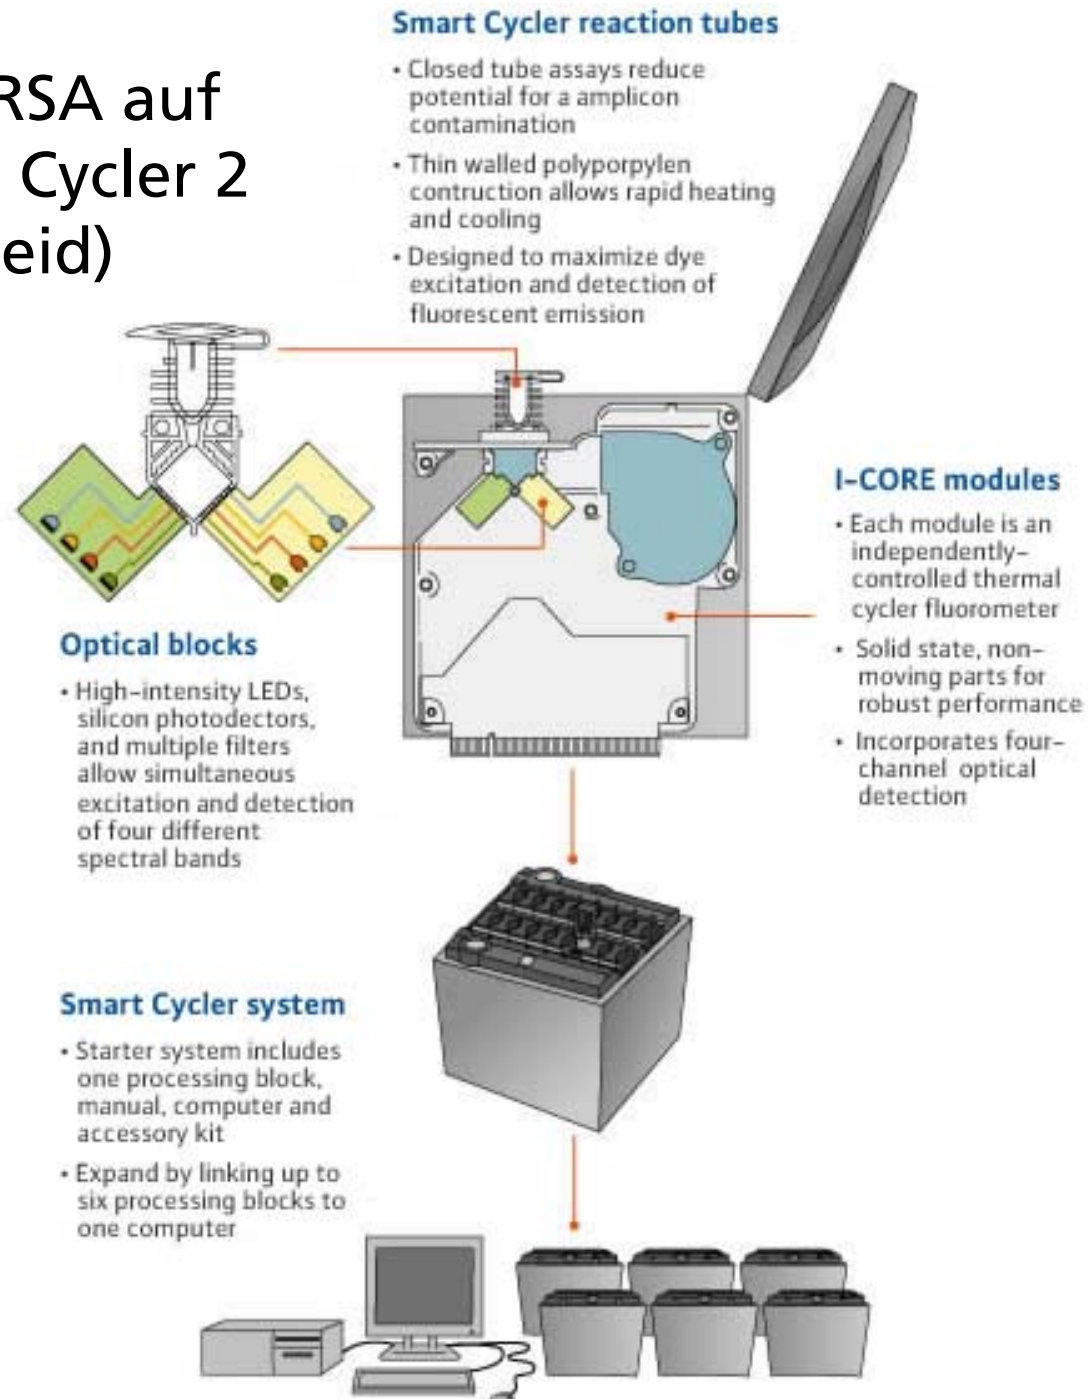 Smart Cycler reaction tubes
• Closed tube assays reduce
potential for a amplicon
contamination
• Thin walled polyporpylen
contruction allows rapid heating
and cooling
• Designed to maximize dye
excitation and detection of
fluorescent emission
RSA auf
Cycler 2
eid)
I-CORE modules
• Each module is an
independently-
controlled thermal
cycler fluorometer
• Solid state, non-
moving parts for
robust performance
• Incorporates four-
channel optical
detection
Optical blocks
• High-intensity LEDs,
silicon photodectors,
and multiple filters
allow simultaneous
excitation and detection
of four different
spectral bands
Smart Cycler system
• Starter system includes
one processing block,
manual, computer and
accessory kit
• Expand by linking up to
six processing blocks to
one computer